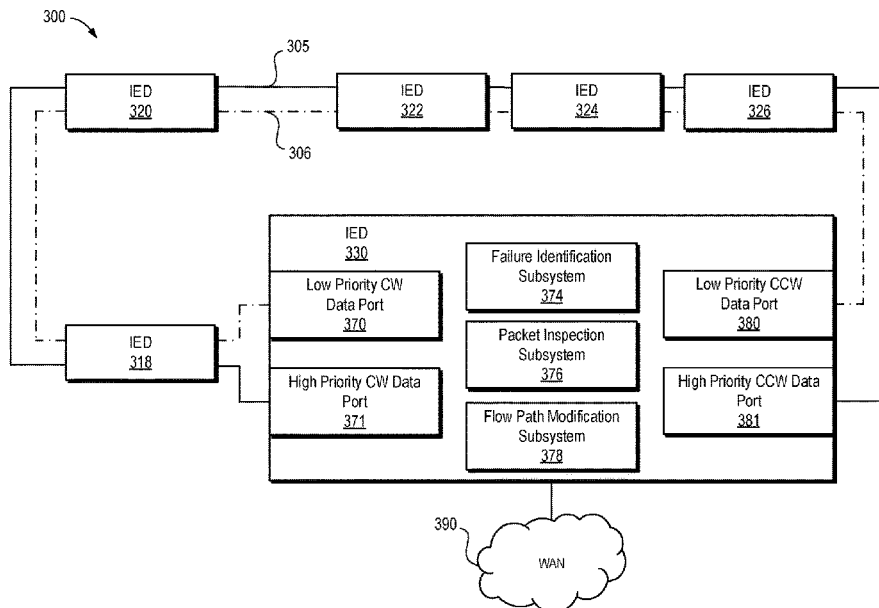 300
305
IED
320
IED
322
IED
324
IED
326
306
IED
330
Failure Identification
Subsystem
374
Low Priority CW
Data Port
370
Low Priority CCW
Data Port
380
Packet Inspection
Subsystem
376
IED
318
High Priority CW Data
Port
371
High Priority CCW Data
Port
381
Flow Path Modification
Subsystem
378
390
WAN